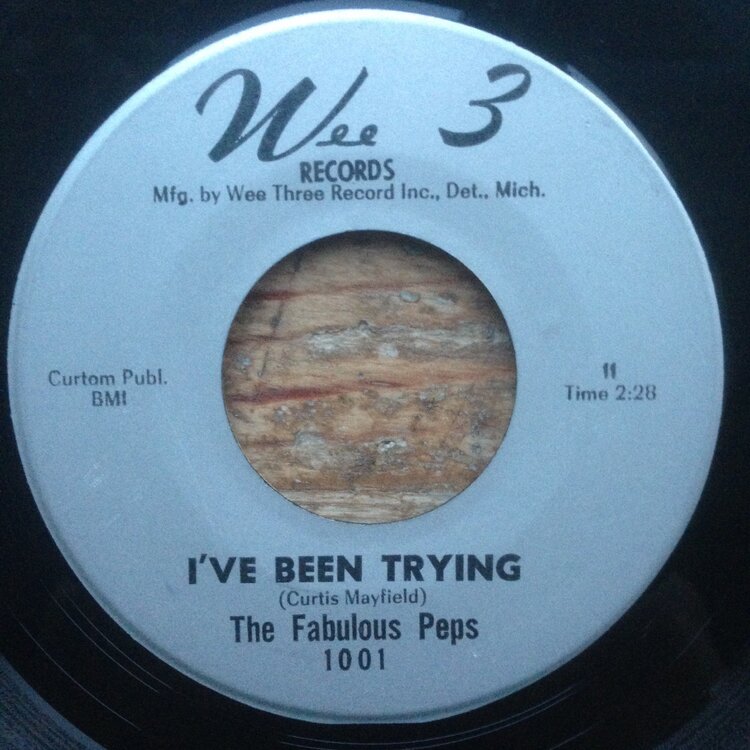 Wee 3
RECORDS
Mfg. by Wee Three Record Inc., Det., Mich.
Curtom Publ.
BMI
11
Time 2:28
I'VE BEEN TRYING
(Curtis Mayfield)
The Fabulous Peps
1001